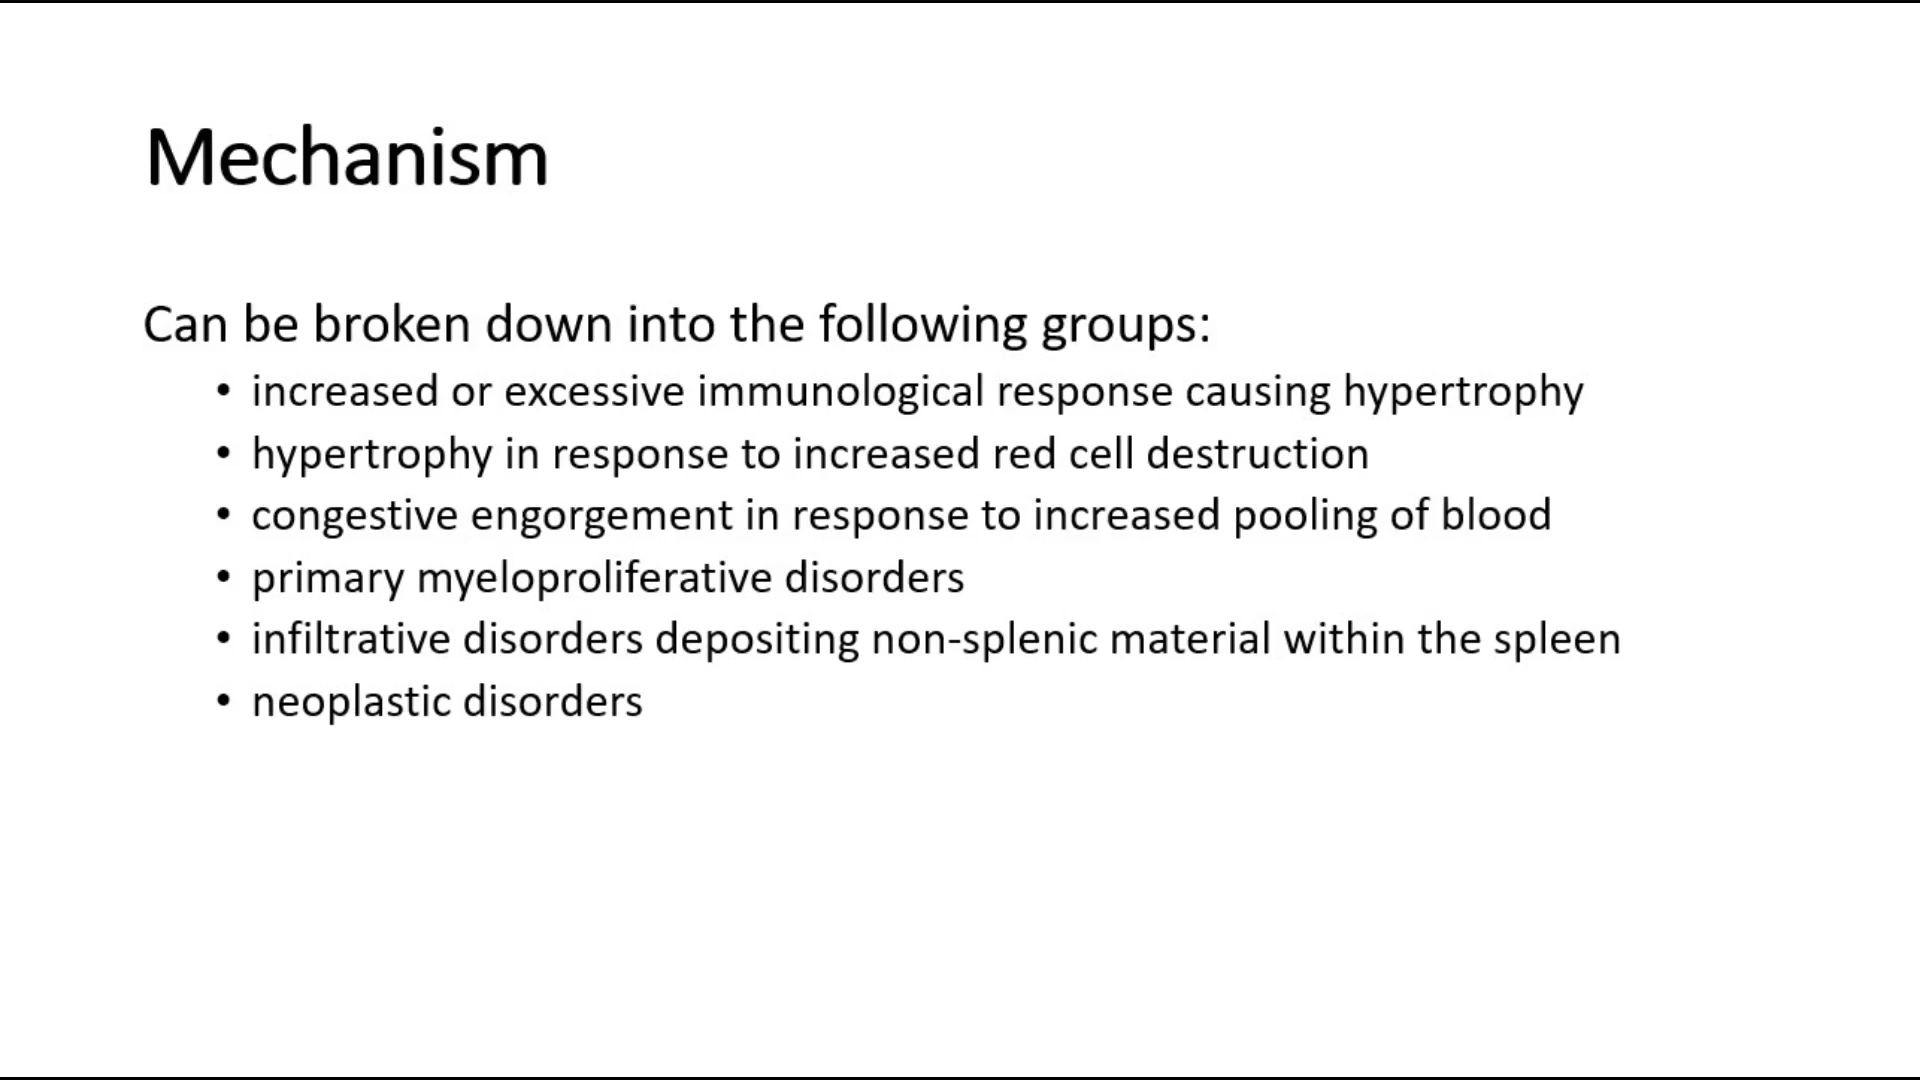 Mechanism
Can be broken down into the following groups:
• increased or excessive immunological response causing hypertrophy
• hypertrophy in response to increased red cell destruction
• congestive engorgement in response to increased pooling of blood
• primary myeloproliferative disorders
• infiltrative disorders depositing non-splenic material within the spleen
• neoplastic disorders